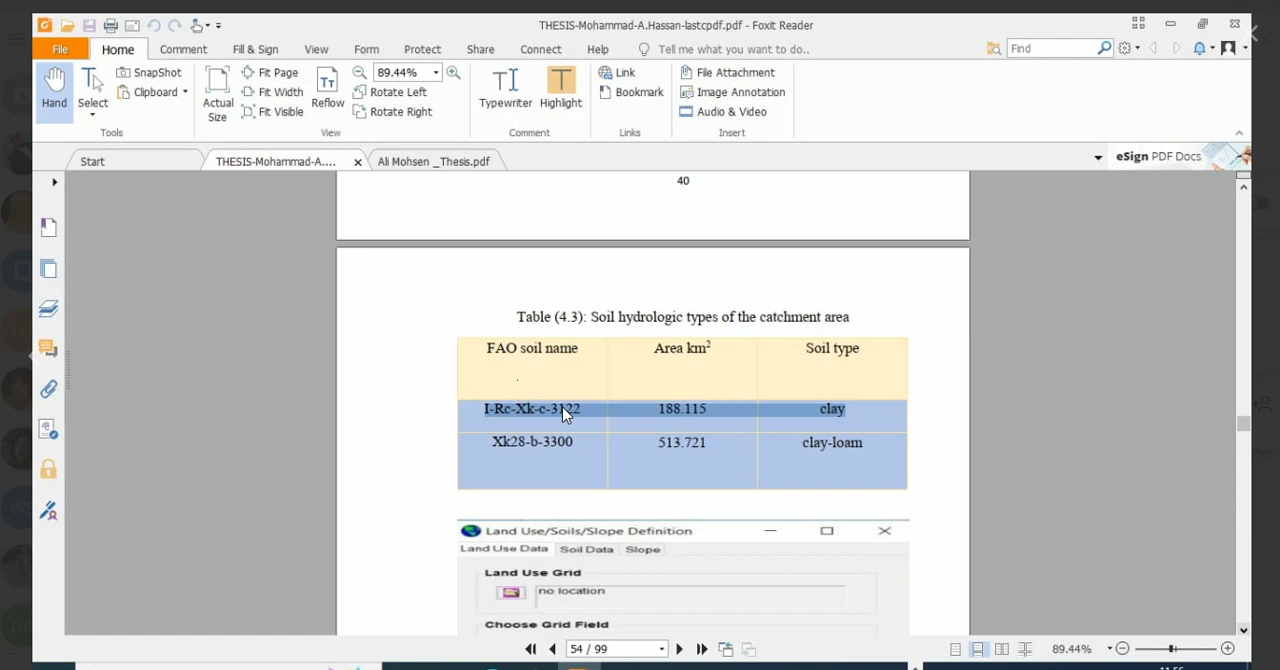 THESIS-Mohammad-A.Hassan-lastcpdf.pdf - Foxit Reader
File Home Comment Fill & Sign View Form Protect Share Connect Help Tell me what you want to do.. Find
Hand
Select
SnapShot
Clipboard
Tools
Actual Size
Fit Page
Fit Width
Fit Visible
Reflow
89.44%
Rotate Left
Rotate Right
View
Typewriter
Highlight
Comment
Link
Bookmark
Links
File Attachment
Image Annotation
Audio & Video
Insert
Start THESIS-Mohammad-A.... Ali Mohsen _Thesis.pdf eSign PDF Docs
40
Table (4.3): Soil hydrologic types of the catchment area
FAO soil name Area km² Soil type
I-Rc-Xk-c-3122 188.115 clay
Xk28-b-3300 513.721 clay-loam
Land Use/Soils/Slope Definition
Land Use Data Soil Data Slope
Land Use Grid
no location
Choose Grid Field
54 / 99 89.44%